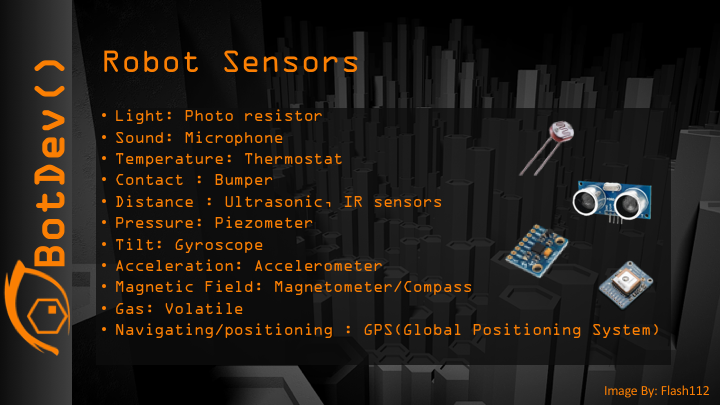 BotDev()
Robot Sensors
• Light: Photo resistor
• Sound: Microphone
• Temperature: Thermostat
• Contact : Bumper
• Distance : Ultrasonic, IR sensors
• Pressure: Piezometer
• Tilt: Gyroscope
• Acceleration: Accelerometer
• Magnetic Field: Magnetometer/Compass
• Gas: Volatile
• Navigating/positioning : GPS(Global Positioning System)
Image By: Flash112